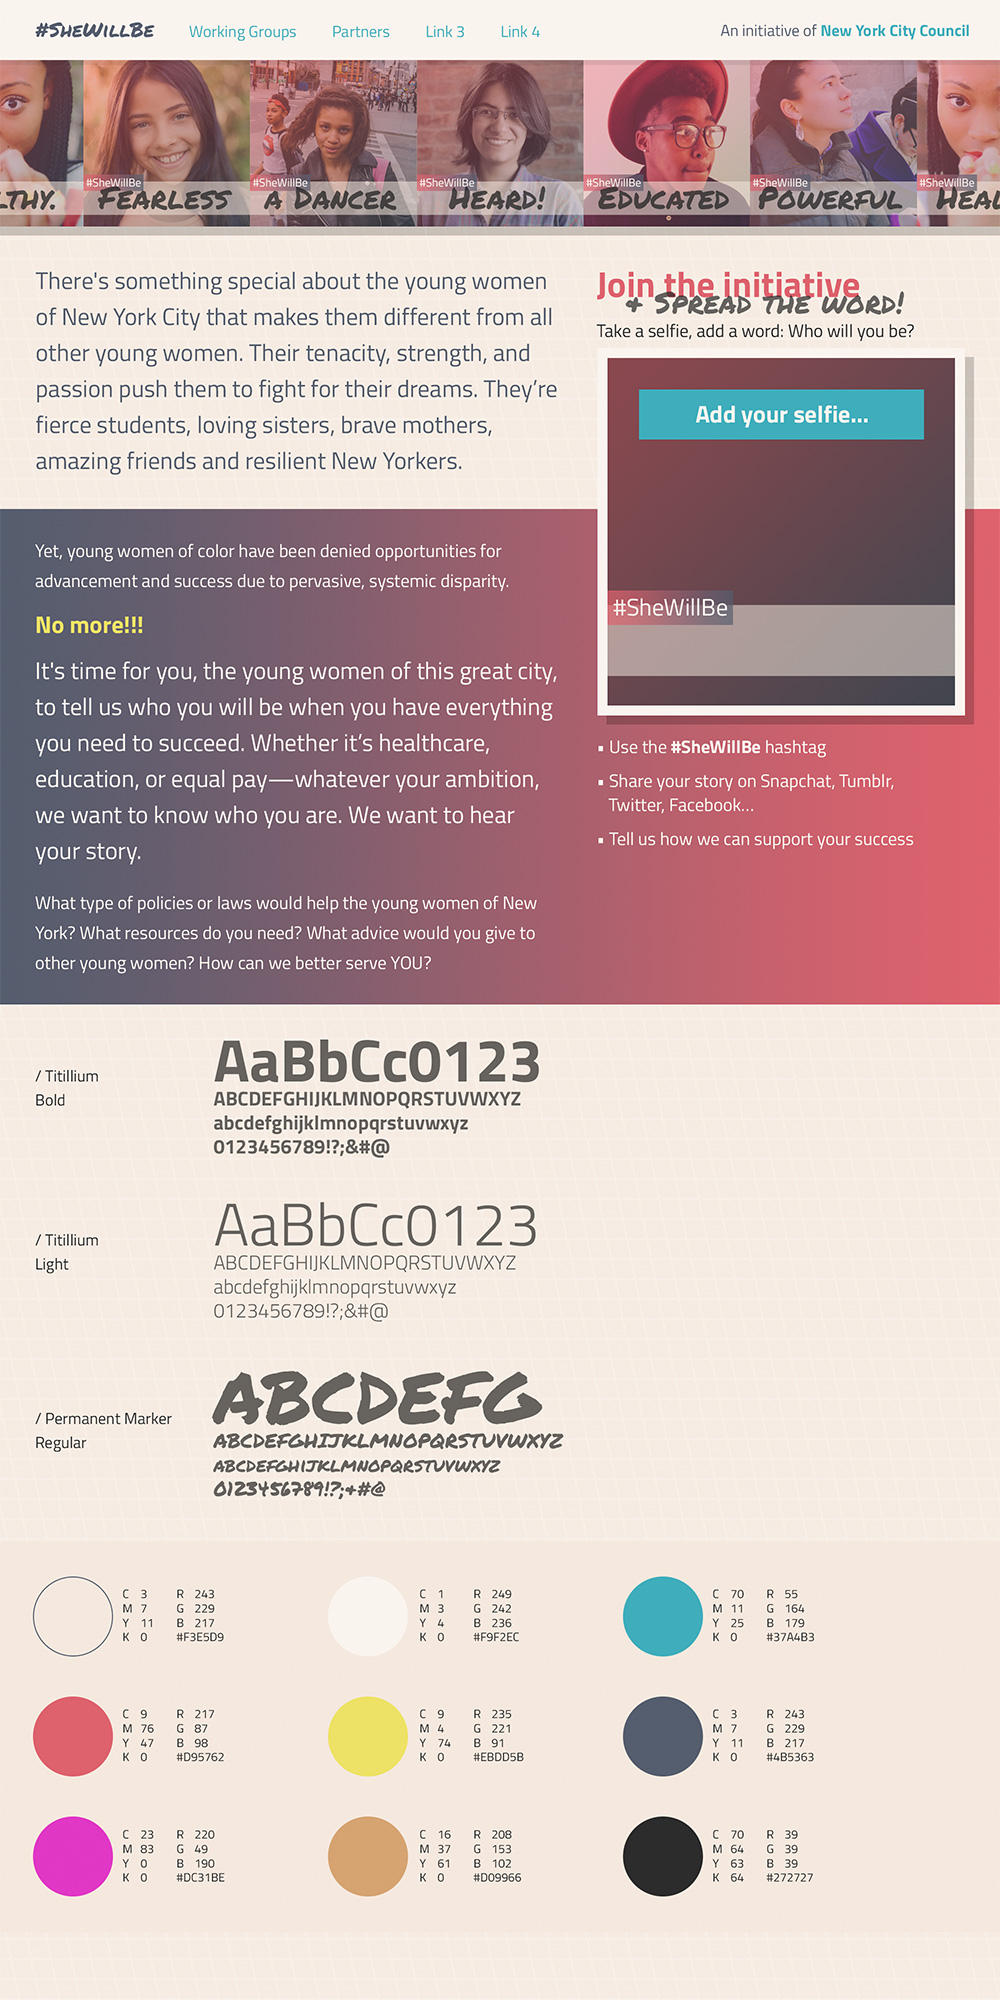 #SheWillBe
Working Groups
Partners
Link 3
Link 4
An initiative of New York City Council
LTHY.
#SheWillBe
Fearless
#SheWillBe
a Dancer
#SheWillBe
Heard!
#SheWillBe
Educated
#SheWillBe
Powerful
#SheWillBe
Heal
There's something special about the young women
of New York City that makes them different from all
other young women. Their tenacity, strength, and
passion push them to fight for their dreams. They’re
fierce students, loving sisters, brave mothers,
amazing friends and resilient New Yorkers.
Join the initiative
& Spread the word!
Take a selfie, add a word: Who will you be?
Add your selfie...
#SheWillBe
Yet, young women of color have been denied opportunities for
advancement and success due to pervasive, systemic disparity.
No more!!!
It's time for you, the young women of this great city,
to tell us who you will be when you have everything
you need to succeed. Whether it’s healthcare,
education, or equal pay—whatever your ambition,
we want to know who you are. We want to hear
your story.
What type of policies or laws would help the young women of New
York? What resources do you need? What advice would you give to
other young women? How can we better serve YOU?
▪ Use the #SheWillBe hashtag
▪ Share your story on Snapchat, Tumblr,
Twitter, Facebook...
▪ Tell us how we can support your success
/ Titillium
Bold
AaBbCc0123
ABCDEFGHIJKLMNOPQRSTUVWXYZ
abcdefghijklmnopqrstuvwxyz
0123456789!?;&#@
/ Titillium
Light
AaBbCc0123
ABCDEFGHIJKLMNOPQRSTUVWXYZ
abcdefghijklmnopqrstuvwxyz
0123456789!?;&#@
/ Permanent Marker
Regular
ABCDEFG
ABCDEFGHIJKLMNOPQRSTUVWXYZ
ABCDEFGHIJKLMNOPQRSTUVWXYZ
0123456789!?;&#@
C 3 R 243
M 7 G 229
Y 11 B 217
K 0 #F3E5D9
C 1 R 249
M 3 G 242
Y 4 B 236
K 0 #F9F2EC
C 70 R 55
M 11 G 164
Y 25 B 179
K 0 #37A4B3
C 9 R 217
M 76 G 87
Y 47 B 98
K 0 #D95762
C 9 R 235
M 4 G 221
Y 74 B 91
K 0 #EBDD5B
C 3 R 243
M 7 G 229
Y 11 B 217
K 0 #4B5363
C 23 R 220
M 83 G 49
Y 0 B 190
K 0 #DC31BE
C 16 R 208
M 37 G 153
Y 61 B 102
K 0 #D09966
C 70 R 39
M 64 G 39
Y 63 B 39
K 64 #272727